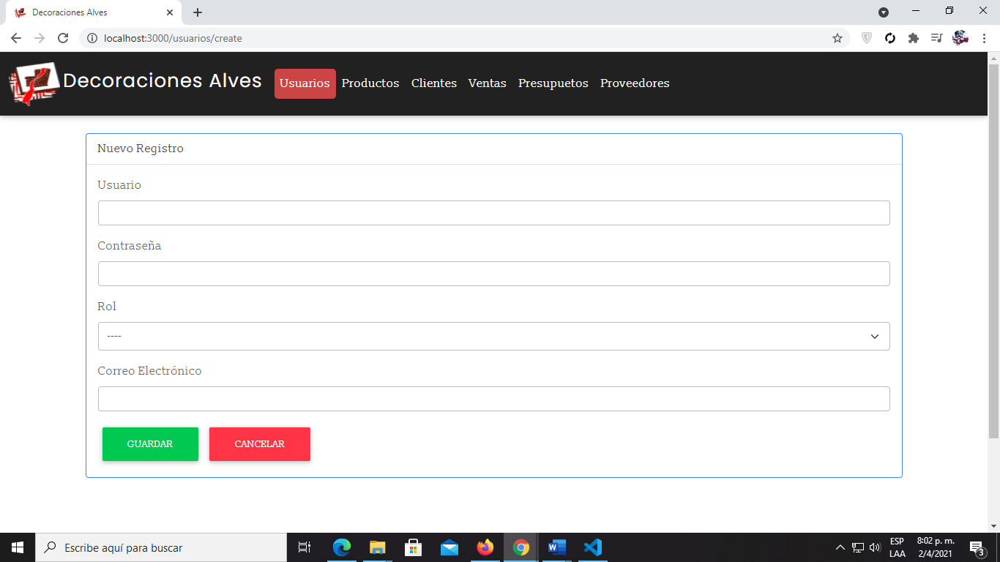 Decoraciones Alves
localhost:3000/usuarios/create
Decoraciones Alves Usuarios Productos Clientes Ventas Presupuetos Proveedores
Nuevo Registro
Usuario
Contraseña
Rol
----
Correo Electrónico
GUARDAR CANCELAR
Escribe aquí para buscar
ESP 8:02 p. m.
LAA 2/4/2021
3